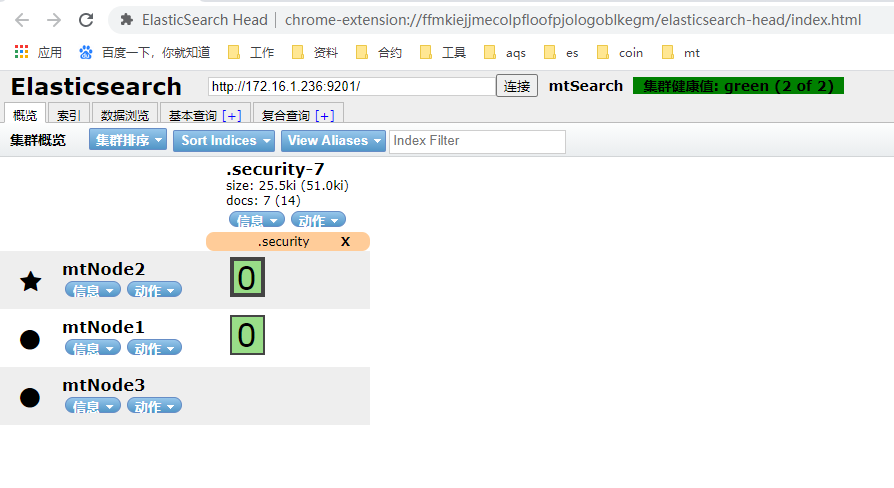 ElasticSearch Head | chrome-extension://ffmkiejjmecolpfloofpjologoblkegm/elasticsearch-head/index.html
应用 百度一下，你就知道 工作 资料 合约 工具 aqs es coin mt
Elasticsearch http://172.16.1.236:9201/ 连接 mtSearch 集群健康值: green (2 of 2)
概览 索引 数据浏览 基本查询 [+] 复合查询 [+]
集群概览 集群排序 Sort Indices View Aliases Index Filter
.security-7
size: 25.5ki (51.0ki)
docs: 7 (14)
信息 动作
.security X
mtNode2 0
信息 动作
mtNode1 0
信息 动作
mtNode3
信息 动作